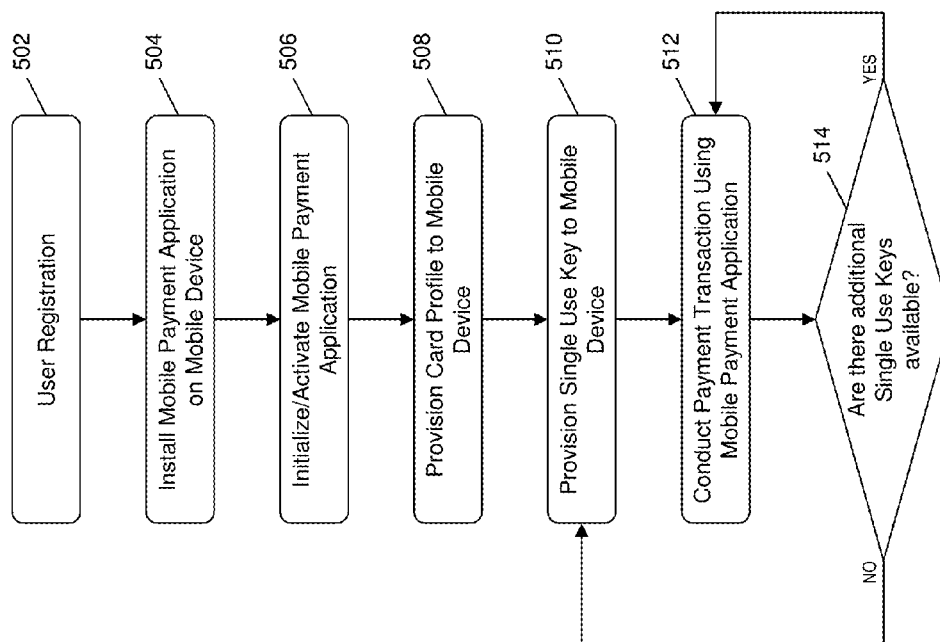 502
User Registration
504
Install Mobile Payment Application
on Mobile Device
506
Initialize/Activate Mobile Payment
Application
508
Provision Card Profile to Mobile
Device
510
Provision Single Use Key to Mobile
Device
512
Conduct Payment Transaction Using
Mobile Payment Application
514
Are there additional
Single Use Keys
available?
YES
NO